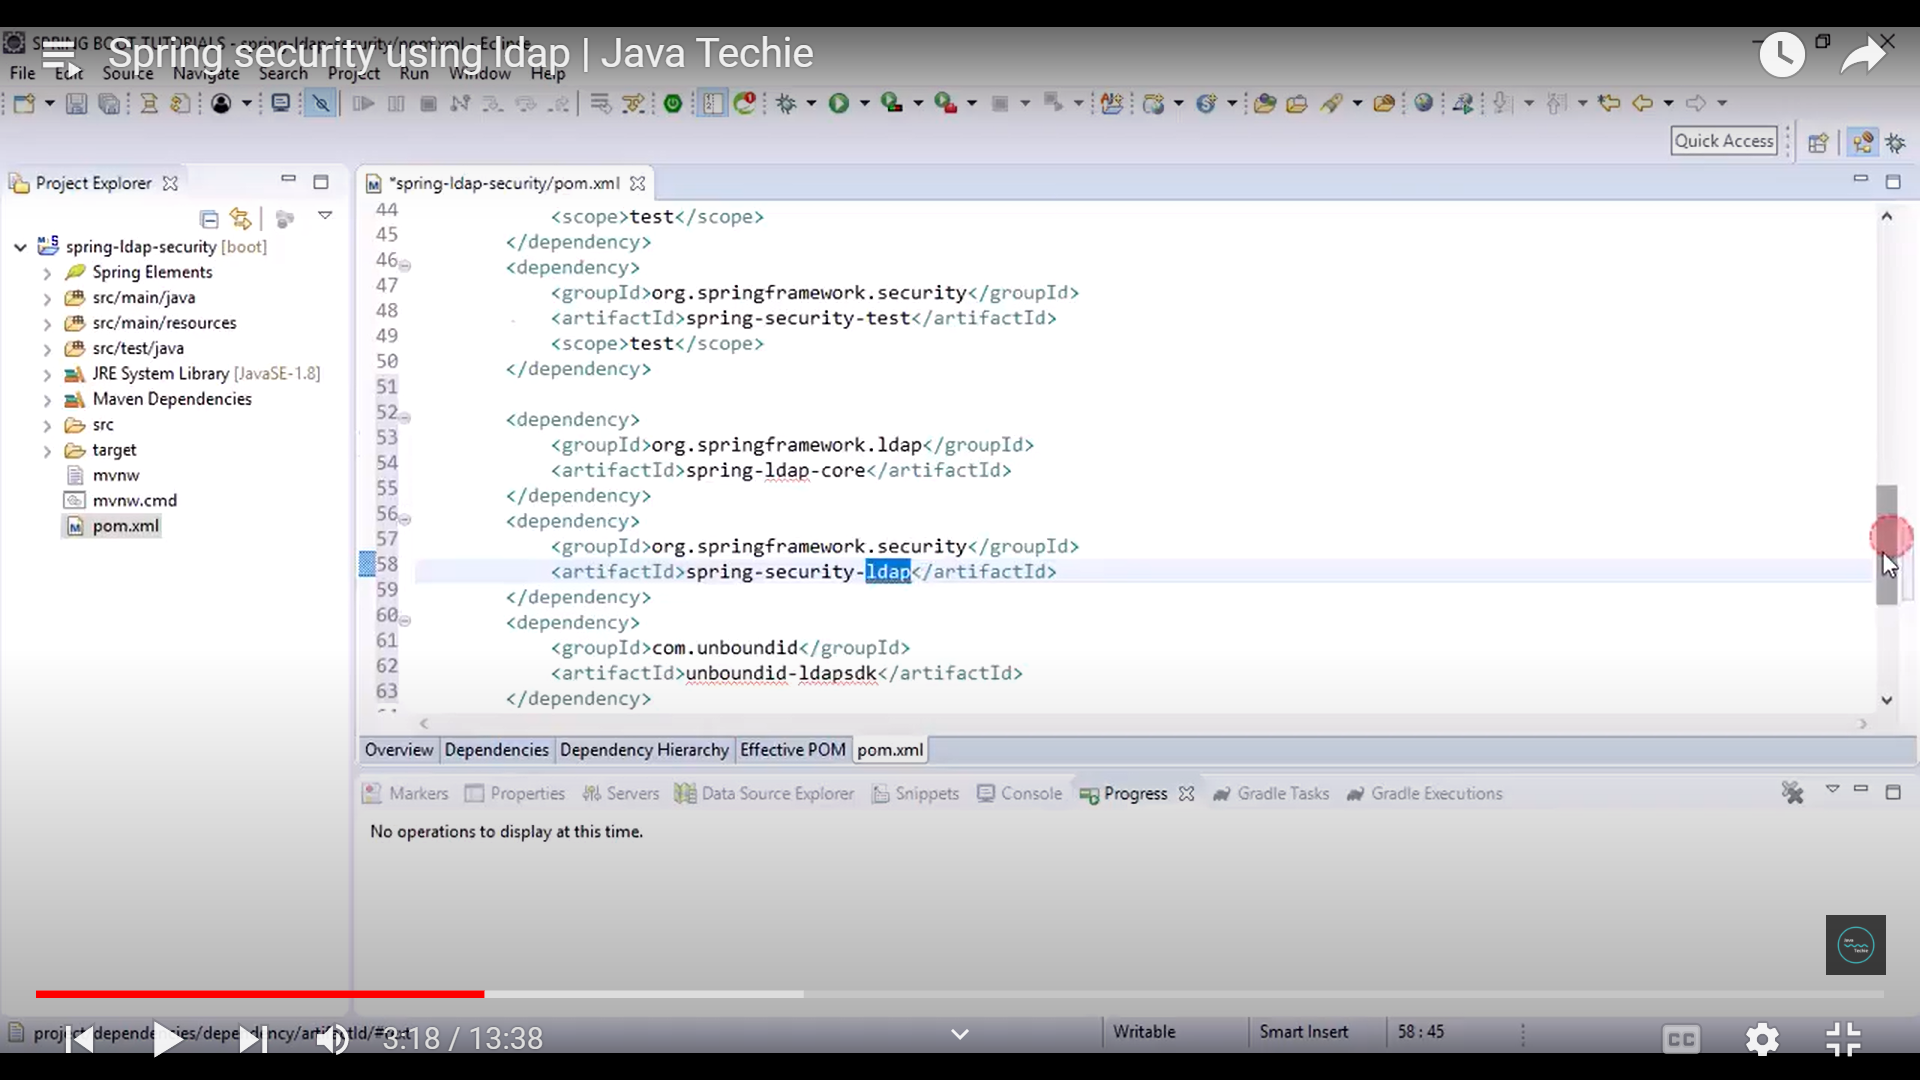 SPRING BOOT TUTORIALS - spring-ldap-security/pom.xml - Eclipse
Spring security using ldap | Java Techie
File Edit Source Navigate Search Project Run Window Help
Quick Access
Project Explorer
*spring-ldap-security/pom.xml
spring-ldap-security [boot]
Spring Elements
src/main/java
src/main/resources
src/test/java
JRE System Library [JavaSE-1.8]
Maven Dependencies
src
target
mvnw
mvnw.cmd
pom.xml
44 <scope>test</scope>
45 </dependency>
46 <dependency>
47 <groupId>org.springframework.security</groupId>
48 <artifactId>spring-security-test</artifactId>
49 <scope>test</scope>
50 </dependency>
51
52 <dependency>
53 <groupId>org.springframework.ldap</groupId>
54 <artifactId>spring-ldap-core</artifactId>
55 </dependency>
56 <dependency>
57 <groupId>org.springframework.security</groupId>
58 <artifactId>spring-security-ldap</artifactId>
59 </dependency>
60 <dependency>
61 <groupId>com.unboundid</groupId>
62 <artifactId>unboundid-ldapsdk</artifactId>
63 </dependency>
Overview Dependencies Dependency Hierarchy Effective POM pom.xml
Markers Properties Servers Data Source Explorer Snippets Console Progress Gradle Tasks Gradle Executions
No operations to display at this time.
Java Techie
project/dependencies/dependency/artifactId/#text
Writable Smart Insert 58 : 45
3:18 / 13:38
CC